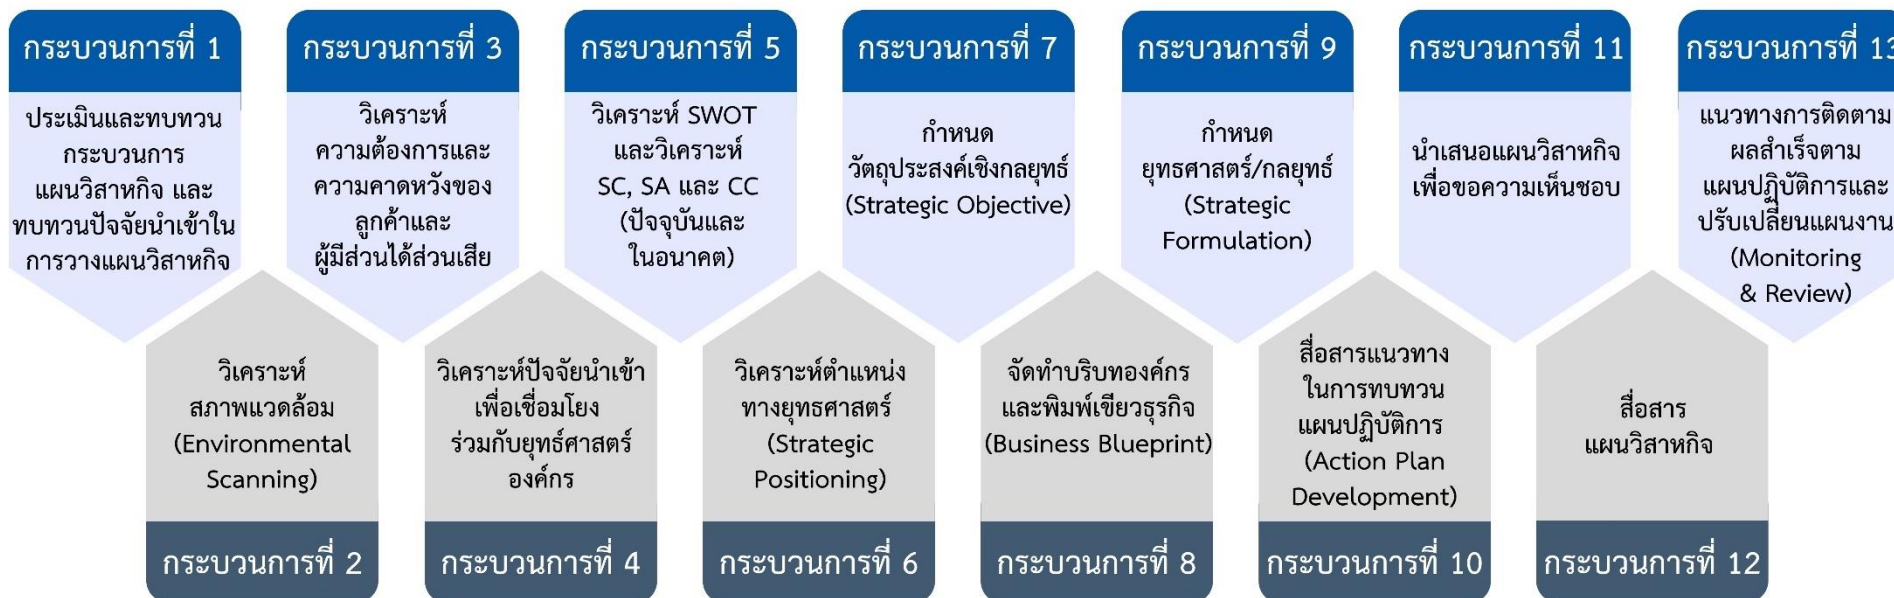 กระบวนการที่ 1
ประเมินและทบทวน
กระบวนการ
แผนวิสาหกิจ และ
ทบทวนปัจจัยนำเข้าใน
การวางแผนวิสาหกิจ
วิเคราะห์
สภาพแวดล้อม
(Environmental
Scanning)
กระบวนการที่ 2
กระบวนการที่ 3
วิเคราะห์
ความต้องการและ
ความคาดหวังของ
ลูกค้าและ
ผู้มีส่วนได้ส่วนเสีย
วิเคราะห์ปัจจัยนำเข้า
เพื่อเชื่อมโยง
ร่วมกับยุทธ์ศาสตร์
องค์กร
กระบวนการที่ 4
กระบวนการที่ 5
วิเคราะห์ SWOT
และวิเคราะห์
SC, SA และ CC
(ปัจจุบันและ
ในอนาคต)
วิเคราะห์ตำแหน่ง
ทางยุทธศาสตร์
(Strategic
Positioning)
กระบวนการที่ 6
กระบวนการที่ 7
กำหนด
วัตถุประสงค์เชิงกลยุทธ์
(Strategic Objective)
จัดทำบริบทองค์กร
และพิมพ์เขียวธุรกิจ
(Business Blueprint)
กระบวนการที่ 8
กระบวนการที่ 9
กำหนด
ยุทธศาสตร์/กลยุทธ์
(Strategic
Formulation)
สื่อสารแนวทาง
ในการทบทวน
แผนปฏิบัติการ
(Action Plan
Development)
กระบวนการที่ 10
กระบวนการที่ 11
นำเสนอแผนวิสาหกิจ
เพื่อขอความเห็นชอบ
สื่อสาร
แผนวิสาหกิจ
กระบวนการที่ 12
กระบวนการที่ 13
แนวทางการติดตาม
ผลสำเร็จตาม
แผนปฏิบัติการและ
ปรับเปลี่ยนแผนงาน
(Monitoring
& Review)